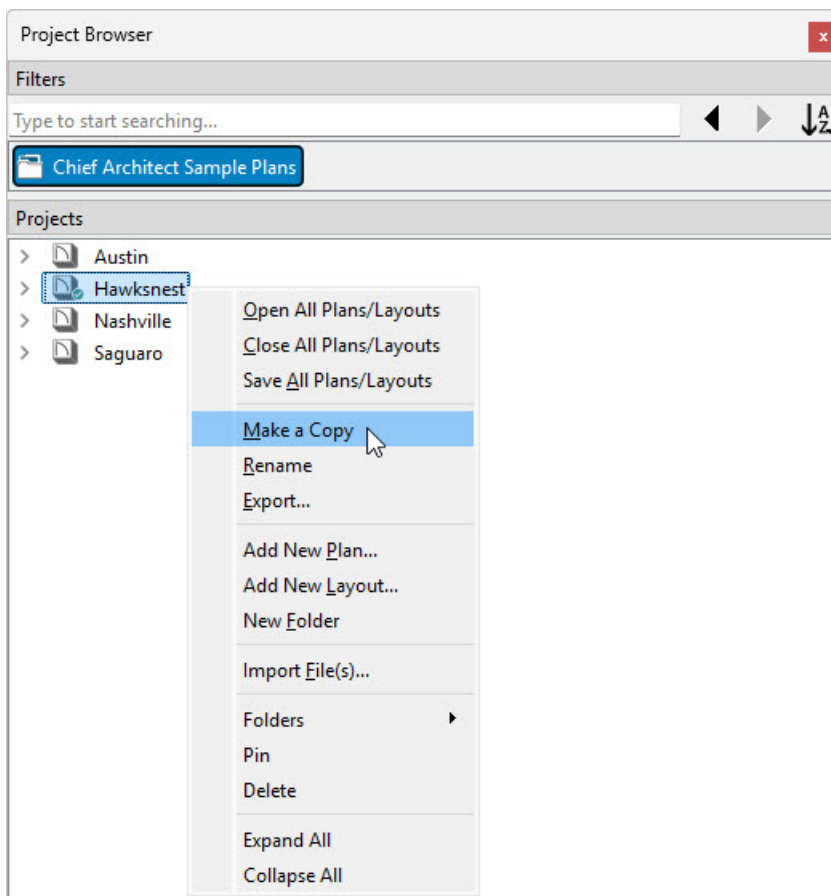 Project Browser
x
Filters
Type to start searching...
A
Z
Chief Architect Sample Plans
Projects
Austin
Hawksnest
Nashville
Saguaro
Open All Plans/Layouts
Close All Plans/Layouts
Save All Plans/Layouts
Make a Copy
Rename
Export...
Add New Plan...
Add New Layout...
New Folder
Import File(s)...
Folders
Pin
Delete
Expand All
Collapse All